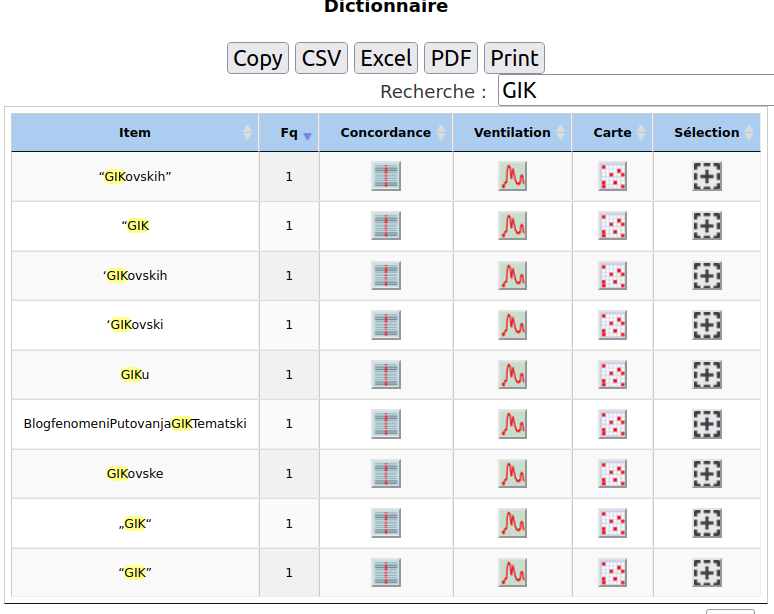 Dictionnaire
Copy CSV Excel PDF Print
Recherche : GIK
Item Fq Concordance Ventilation Carte Sélection
“GIKovskih” 1
“GIK 1
‘GIKovskih 1
‘GIKovski 1
GIKu 1
BlogfenomeniPutovanjaGIKTematski 1
GIKovske 1
„GIK“ 1
“GIK” 1